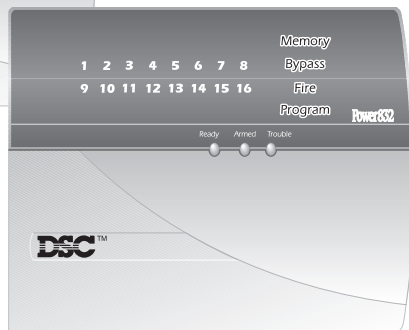 Memory
1 2 3 4 5 6 7 8 Bypass
9 10 11 12 13 14 15 16 Fire
Program Power832
Ready Armed Trouble
DSC™